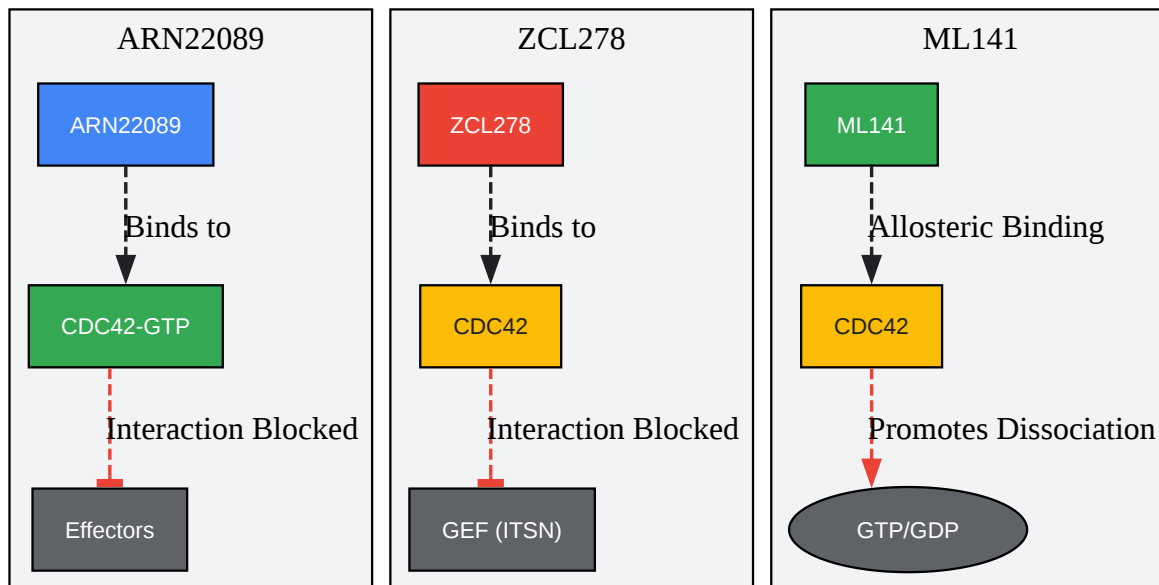 ARN22089
ARN22089
Binds to
CDC42-GTP
Interaction Blocked
Effectors
ZCL278
ZCL278
Binds to
CDC42
Interaction Blocked
GEF (ITSN)
ML141
ML141
Allosteric Binding
CDC42
Promotes Dissociation
GTP/GDP